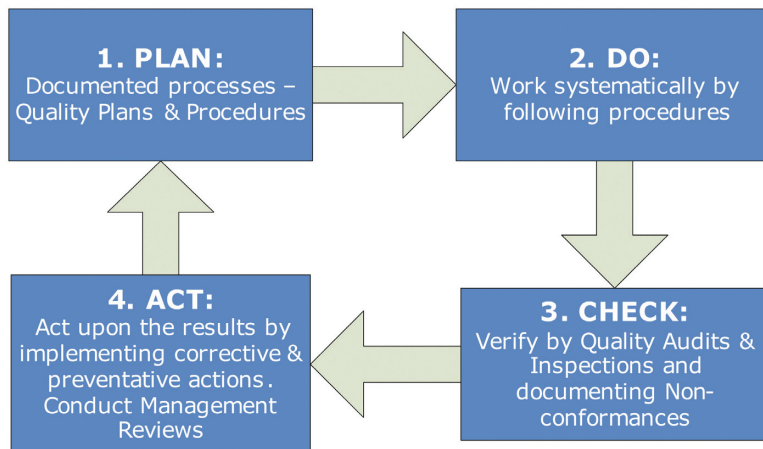 1. PLAN:
Documented processes –
Quality Plans & Procedures
2. DO:
Work systematically by
following procedures
3. CHECK:
Verify by Quality Audits &
Inspections and
documenting Non-
conformances
4. ACT:
Act upon the results by
implementing corrective &
preventative actions.
Conduct Management
Reviews